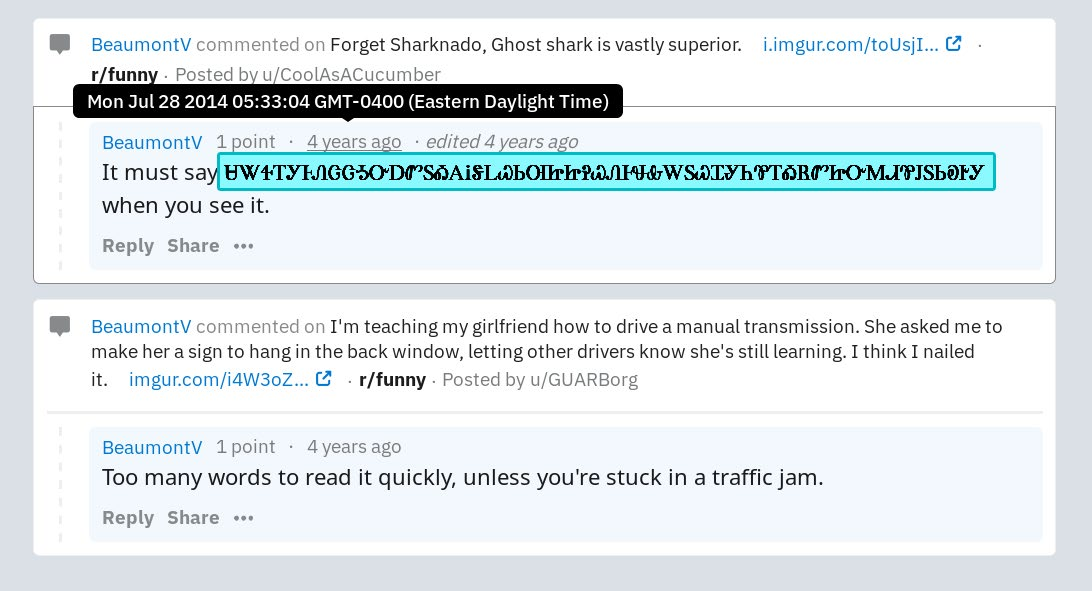 BeaumontV commented on Forget Sharknado, Ghost shark is vastly superior. i.imgur.com/toUsjI... ·
r/funny · Posted by u/CoolAsACucumber
Mon Jul 28 2014 05:33:04 GMT-0400 (Eastern Daylight Time)
BeaumontV 1 point · 4 years ago · edited 4 years ago
It must say
when you see it.
Reply Share •••
BeaumontV commented on I'm teaching my girlfriend how to drive a manual transmission. She asked me to
make her a sign to hang in the back window, letting other drivers know she's still learning. I think I nailed
it. imgur.com/i4W3oZ... · r/funny · Posted by u/GUARBorg
BeaumontV 1 point · 4 years ago
Too many words to read it quickly, unless you're stuck in a traffic jam.
Reply Share •••